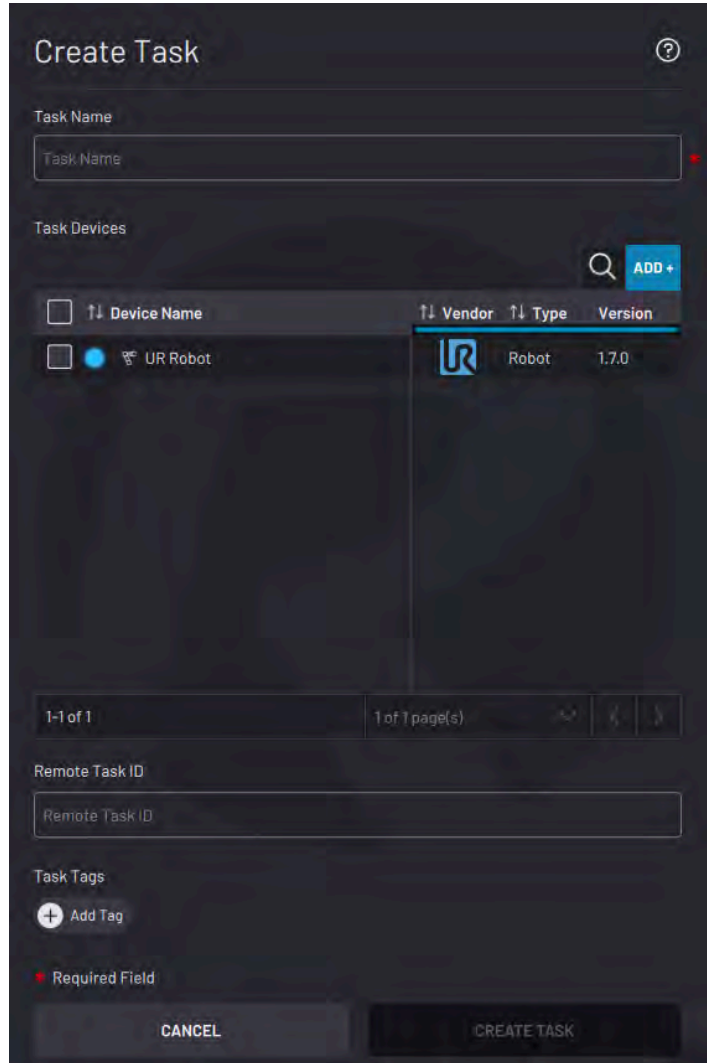 Create Task
?
Task Name
Task Name *
Task Devices
ADD +
Device Name Vendor Type Version
UR Robot UR Robot 1.7.0
1-1 of 1 1 of 1 page(s)
Remote Task ID
Remote Task ID
Task Tags
+ Add Tag
* Required Field
CANCEL CREATE TASK